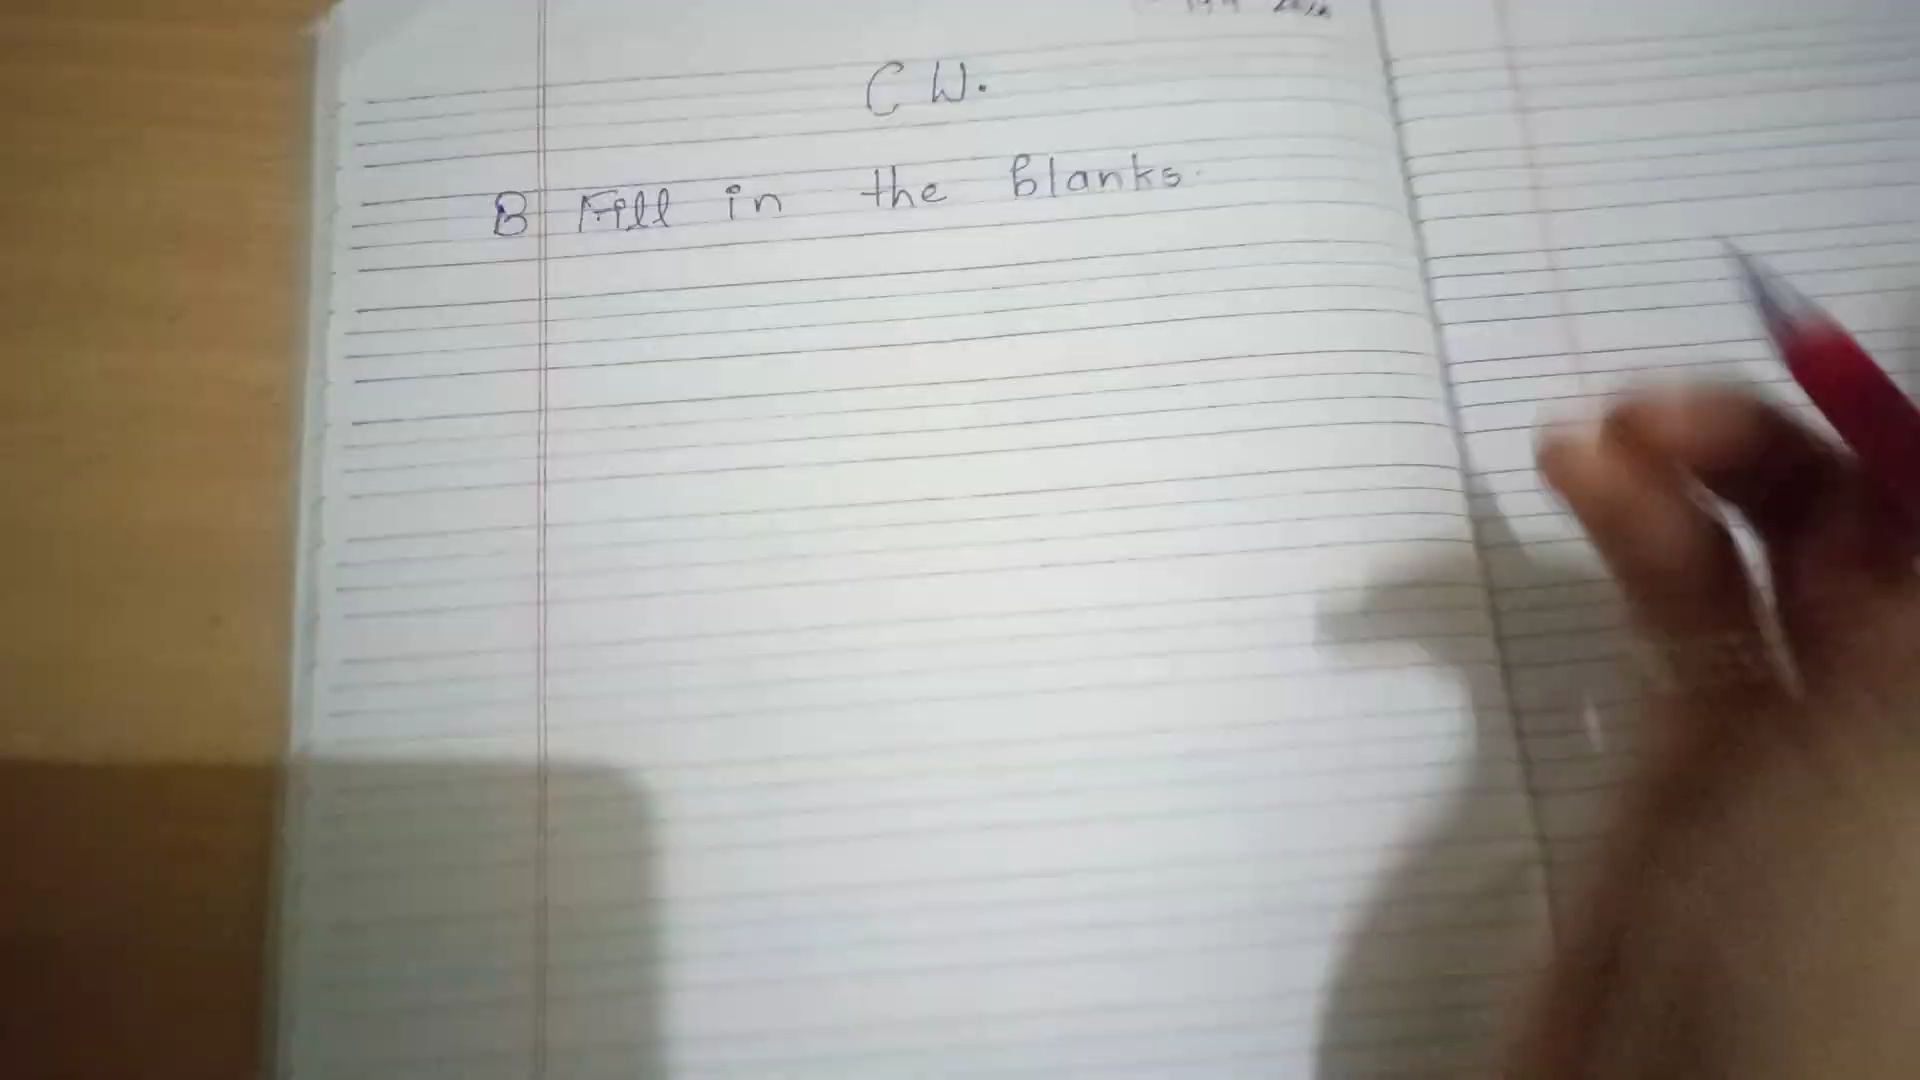 C W.
B Fill in the Blanks.